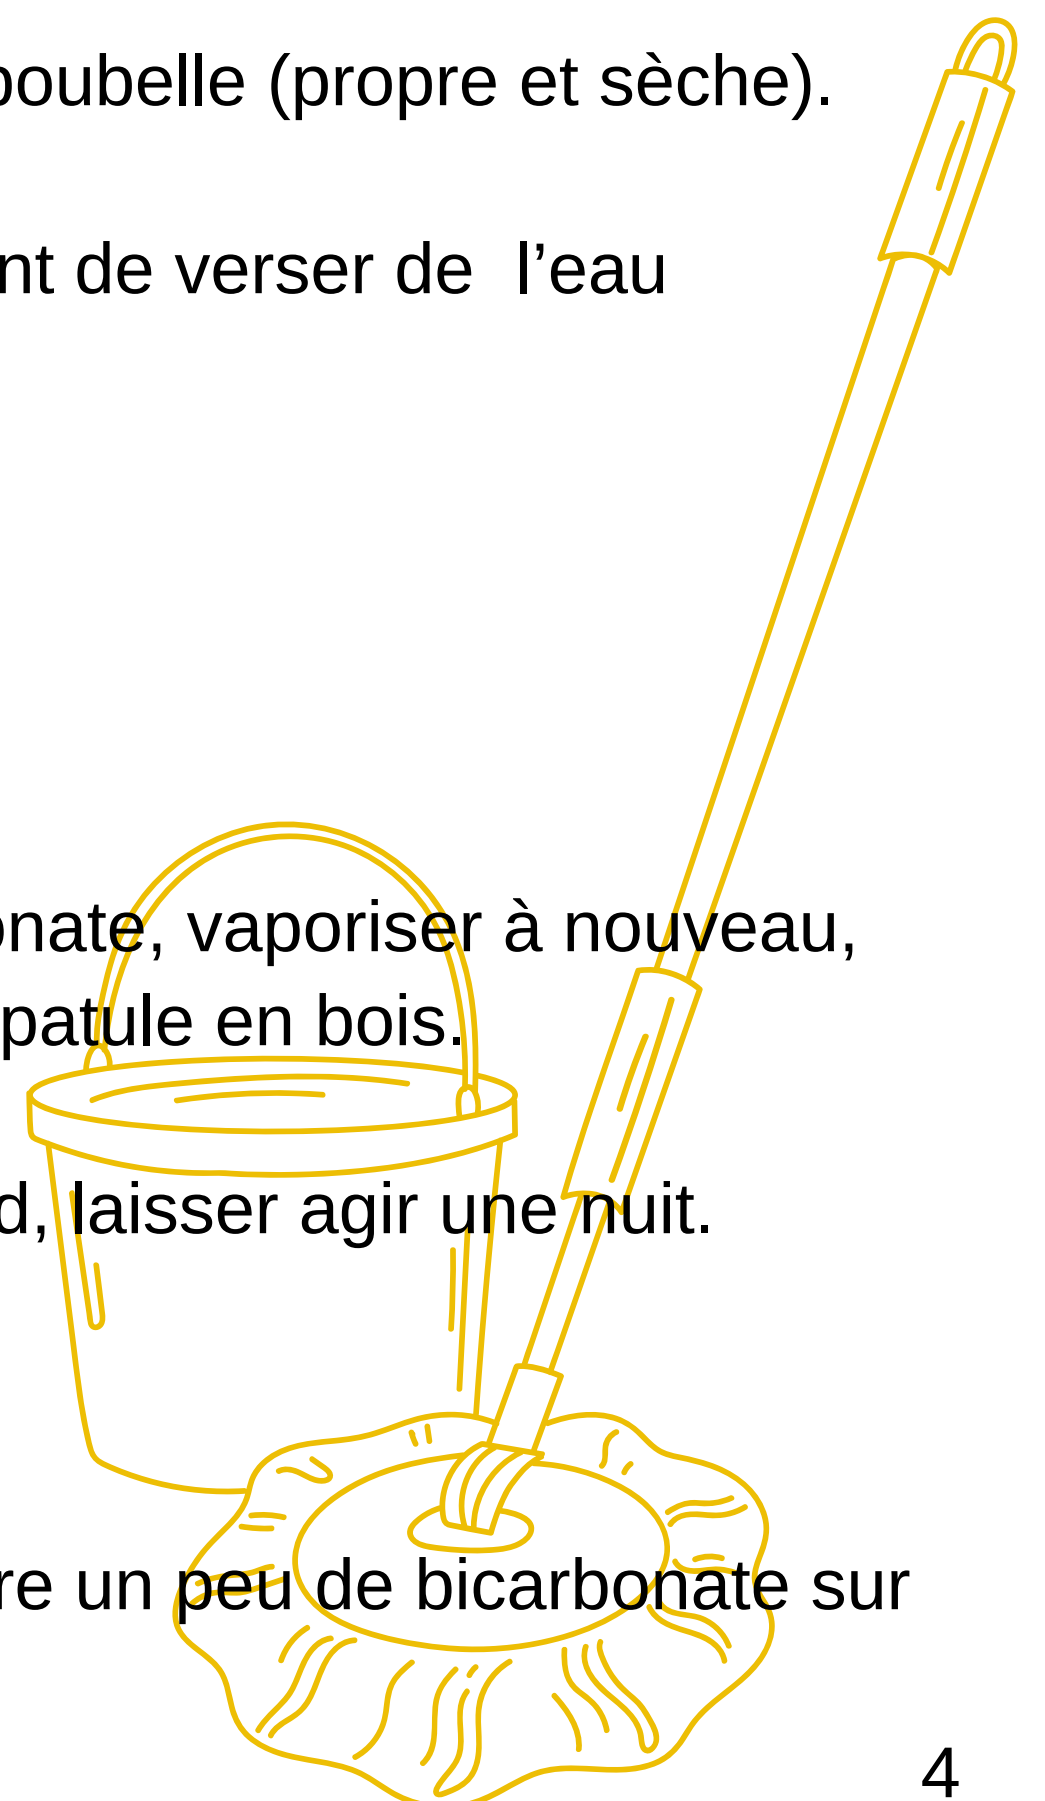 poubelle (propre et sèche).
nt de verser de  l’eau
onate, vaporiser à nouveau,
patule en bois.
d, laisser agir une nuit.
re un peu de bicarbonate sur
4